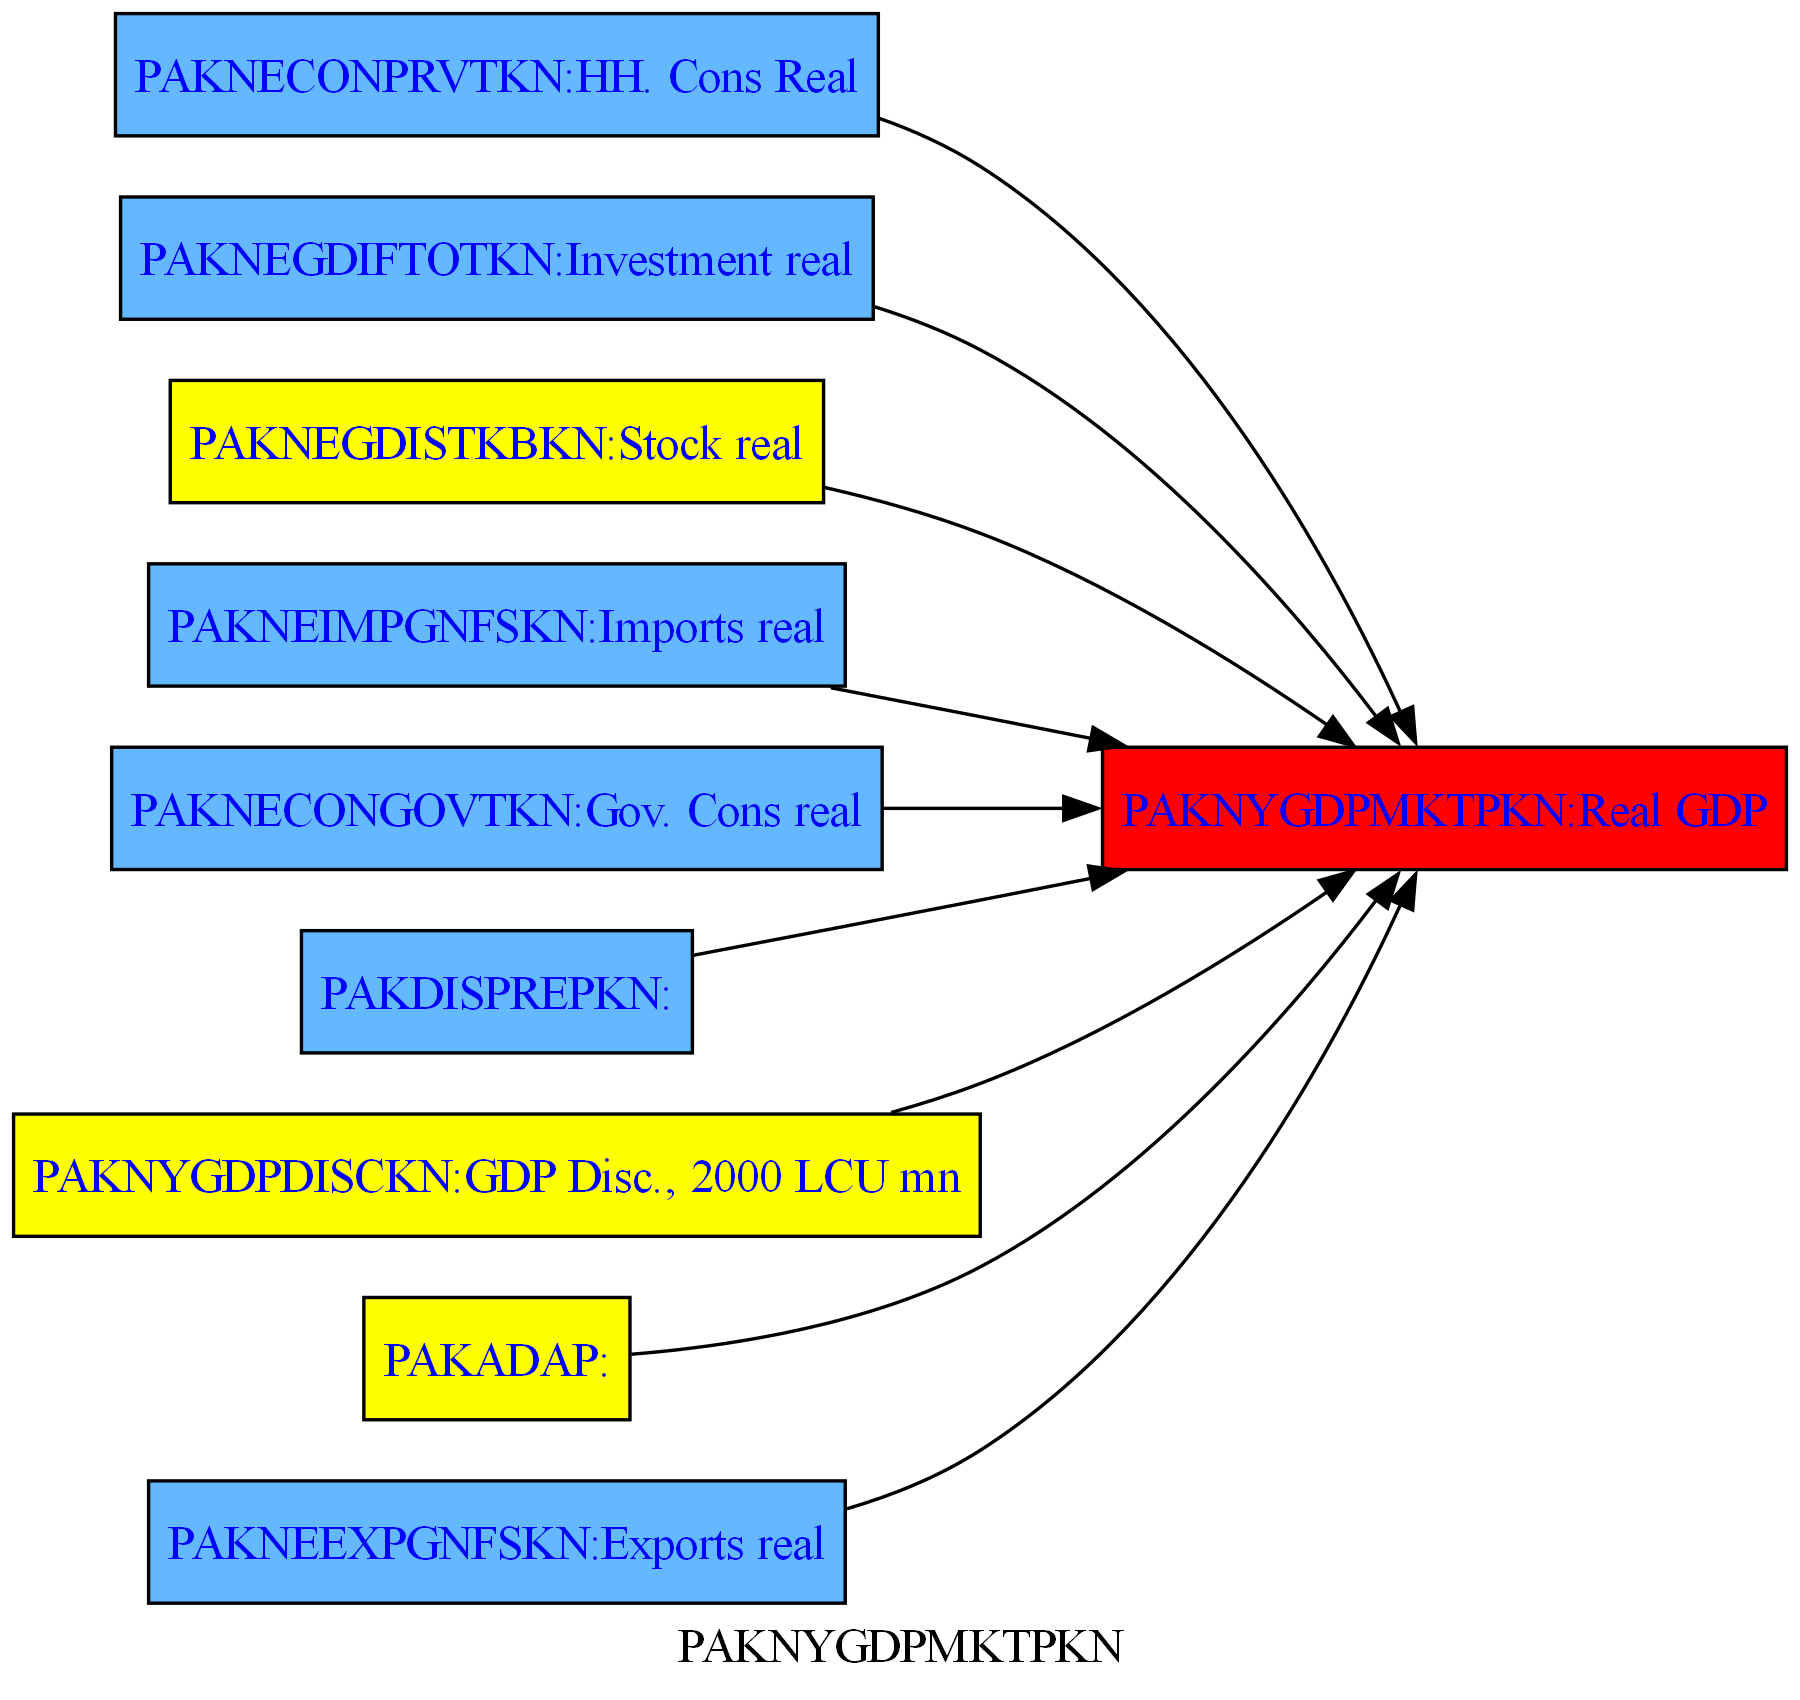 PAKNECONPRVTKN:HH. Cons Real
PAKNEGDIFTOTKN:Investment real
PAKNEGDISTKBKN:Stock real
PAKNEIMPGNFSKN:Imports real
PAKNECONGOVTKN:Gov. Cons real
PAKNYGDPMKTPKN:Real GDP
PAKDISPREPKN:
PAKNYGDPDISCKN:GDP Disc., 2000 LCU mn
PAKADAP:
PAKNEEXPGNFSKN:Exports real
PAKNYGDPMKTPKN